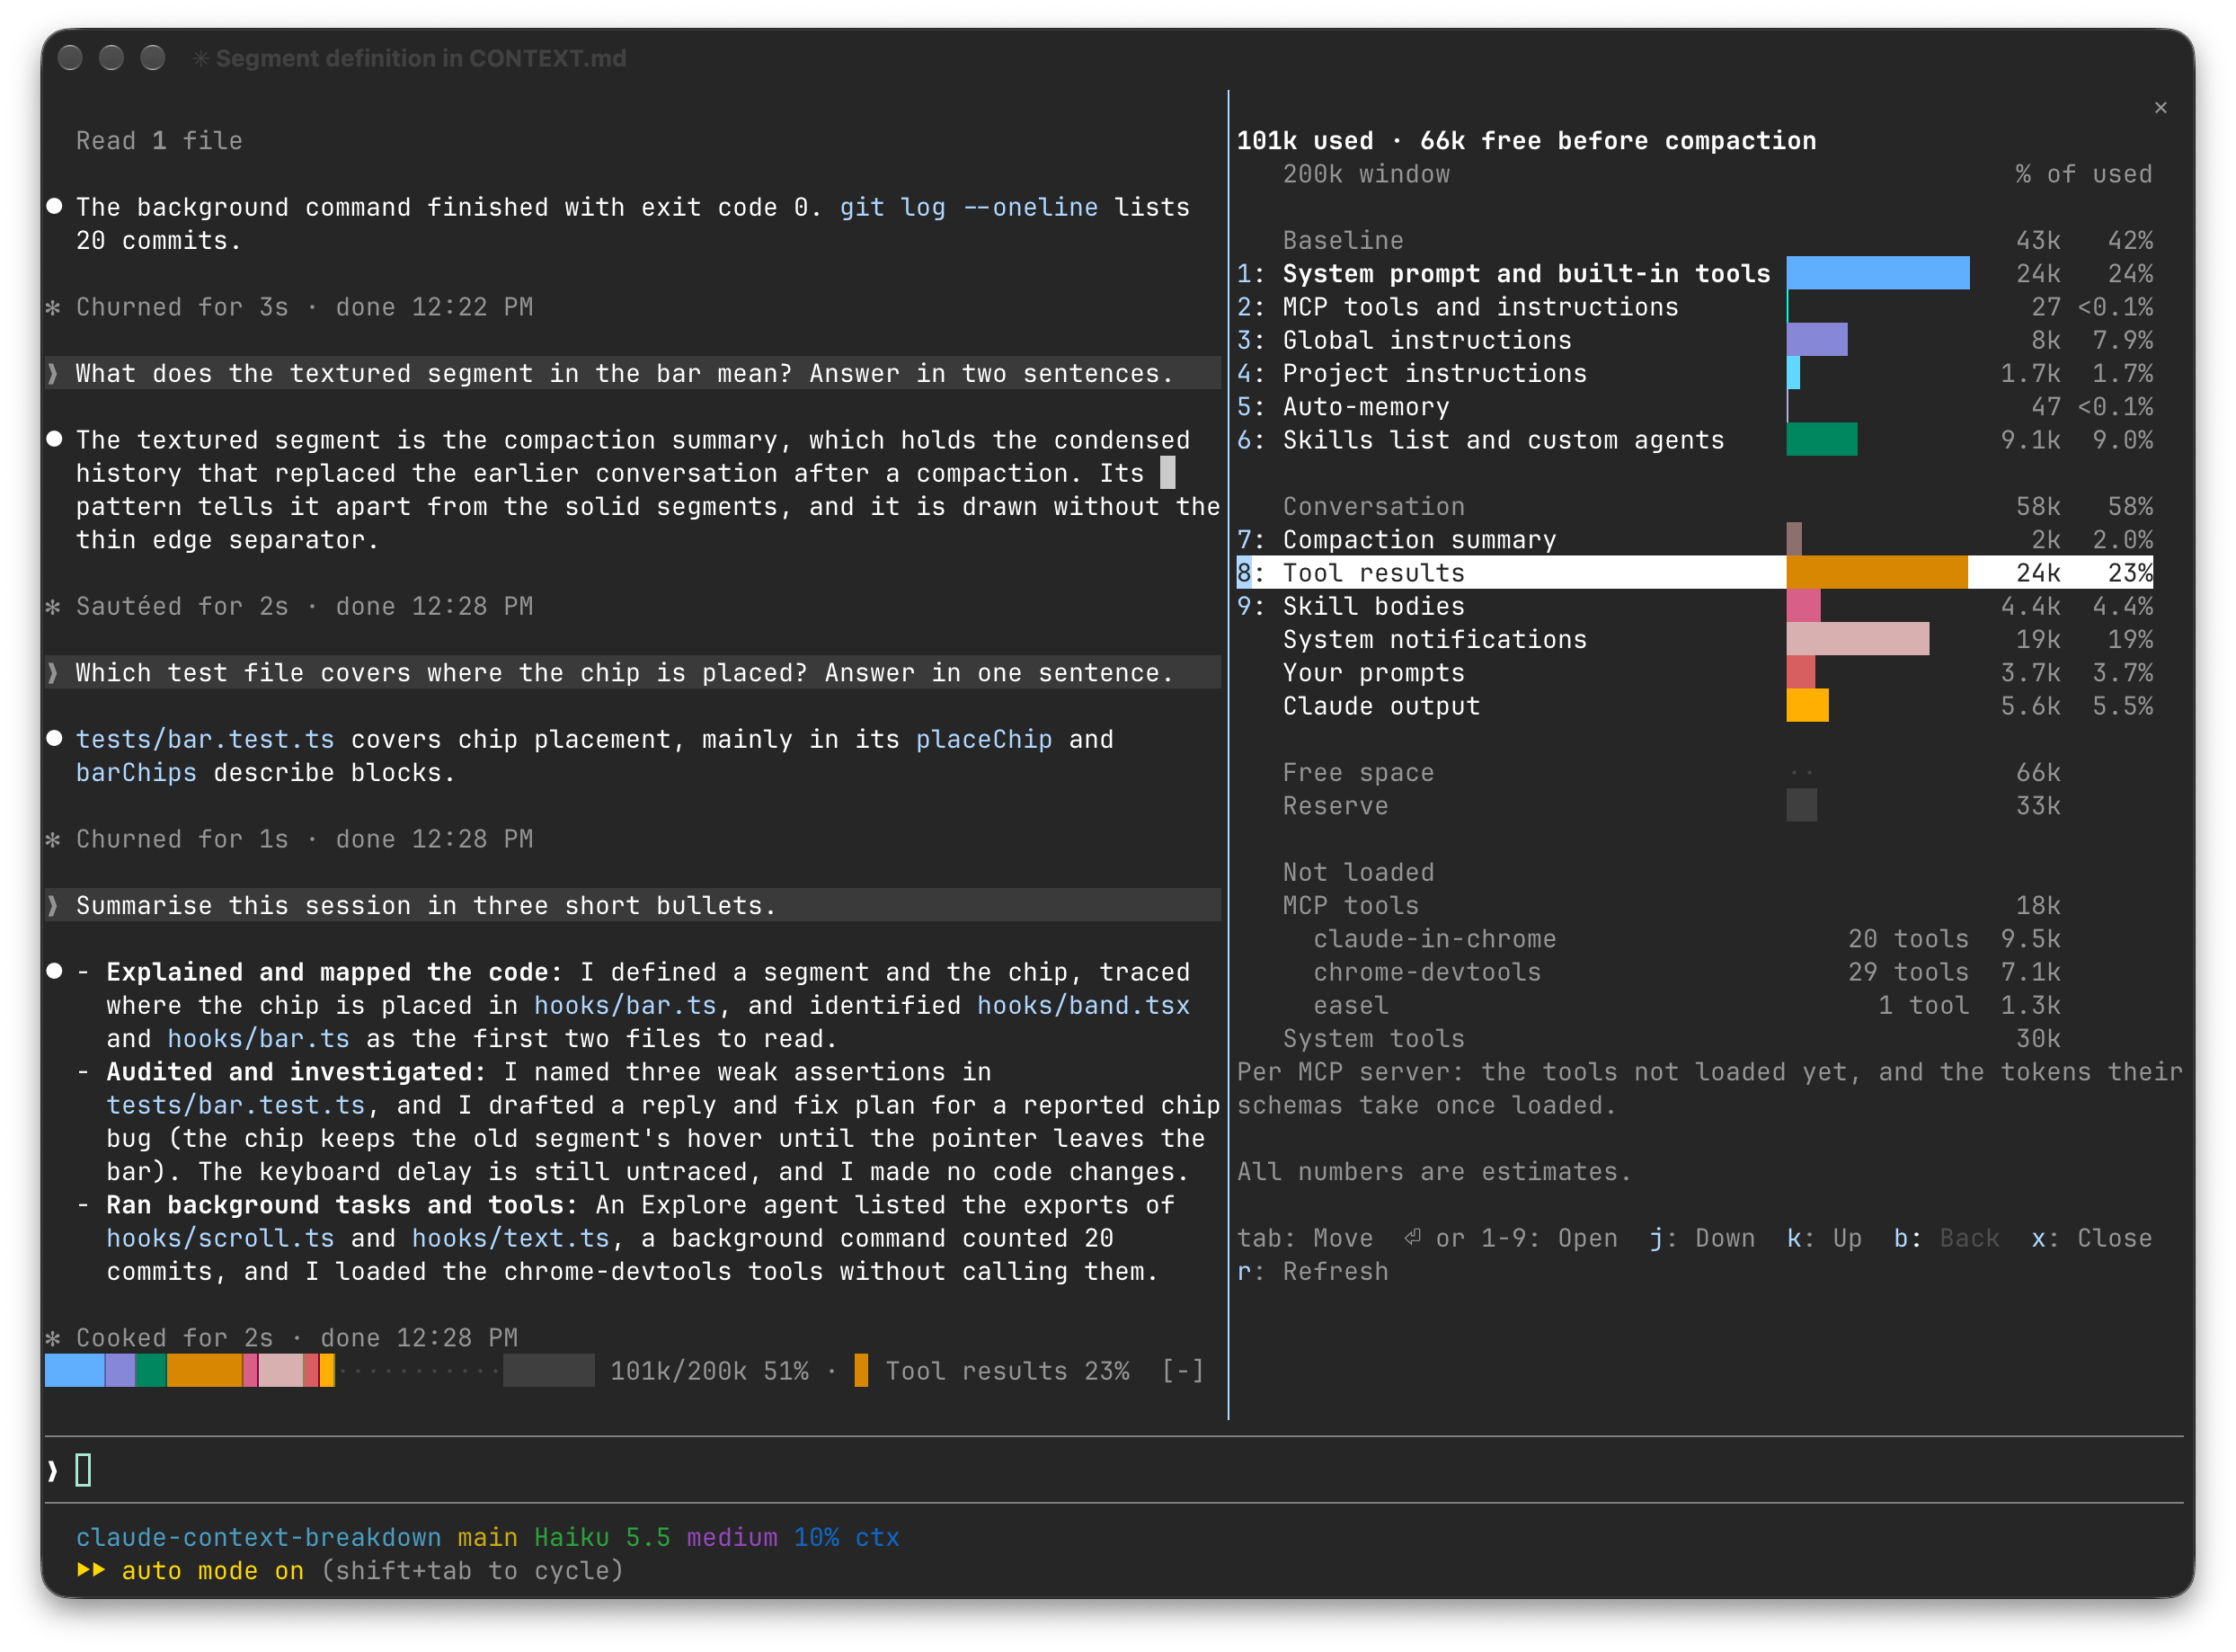 ✳ Segment definition in CONTEXT.md
Read 1 file
● The background command finished with exit code 0. git log --oneline lists
20 commits.
✻ Churned for 3s · done 12:22 PM
❯ What does the textured segment in the bar mean? Answer in two sentences.
● The textured segment is the compaction summary, which holds the condensed
history that replaced the earlier conversation after a compaction. Its
pattern tells it apart from the solid segments, and it is drawn without the
thin edge separator.
✻ Sautéed for 2s · done 12:28 PM
❯ Which test file covers where the chip is placed? Answer in one sentence.
● tests/bar.test.ts covers chip placement, mainly in its placeChip and
barChips describe blocks.
✻ Churned for 1s · done 12:28 PM
❯ Summarise this session in three short bullets.
● - Explained and mapped the code: I defined a segment and the chip, traced
where the chip is placed in hooks/bar.ts, and identified hooks/band.tsx
and hooks/bar.ts as the first two files to read.
- Audited and investigated: I named three weak assertions in
tests/bar.test.ts, and I drafted a reply and fix plan for a reported chip
bug (the chip keeps the old segment's hover until the pointer leaves the
bar). The keyboard delay is still untraced, and I made no code changes.
- Ran background tasks and tools: An Explore agent listed the exports of
hooks/scroll.ts and hooks/text.ts, a background command counted 20
commits, and I loaded the chrome-devtools tools without calling them.
✻ Cooked for 2s · done 12:28 PM
101k/200k 51% · Tool results 23% [-]
×
101k used · 66k free before compaction
200k window % of used
Baseline 43k 42%
1: System prompt and built-in tools 24k 24%
2: MCP tools and instructions 27 <0.1%
3: Global instructions 8k 7.9%
4: Project instructions 1.7k 1.7%
5: Auto-memory 47 <0.1%
6: Skills list and custom agents 9.1k 9.0%
Conversation 58k 58%
7: Compaction summary 2k 2.0%
8: Tool results 24k 23%
9: Skill bodies 4.4k 4.4%
System notifications 19k 19%
Your prompts 3.7k 3.7%
Claude output 5.6k 5.5%
Free space 66k
Reserve 33k
Not loaded
MCP tools 18k
claude-in-chrome 20 tools 9.5k
chrome-devtools 29 tools 7.1k
easel 1 tool 1.3k
System tools 30k
Per MCP server: the tools not loaded yet, and the tokens their
schemas take once loaded.
All numbers are estimates.
tab: Move ⏎ or 1-9: Open j: Down k: Up b: Back x: Close
r: Refresh
❯
claude-context-breakdown main Haiku 5.5 medium 10% ctx
⏵⏵ auto mode on (shift+tab to cycle)